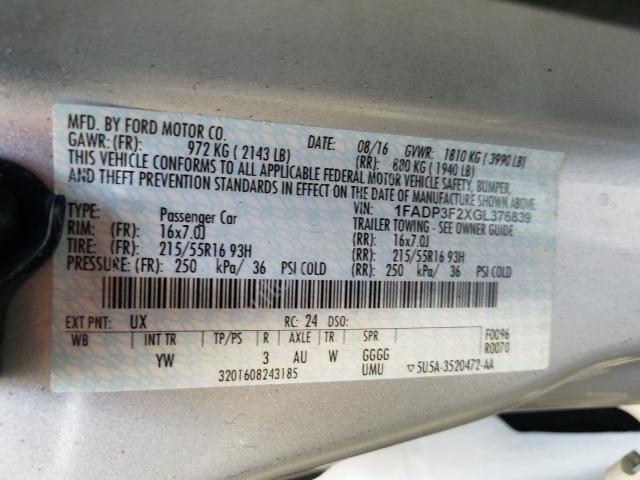 MFD. BY FORD MOTOR CO. DATE: 08/16 GVWR: 1810 KG ( 3990 LB)
GAWR: (FR): 972 KG ( 2143 LB) (RR): 880 KG ( 1940 LB)
THIS VEHICLE CONFORMS TO ALL APPLICABLE FEDERAL MOTOR VEHICLE SAFETY, BUMPER,
AND THEFT PREVENTION STANDARDS IN EFFECT ON THE DATE OF MANUFACTURE SHOWN ABOVE.
VIN: 1FADP3F2XGL376839
TYPE: Passenger Car TRAILER TOWING - SEE OWNER GUIDE
RIM: (FR): 16x7.0J (RR): 16x7.0J
TIRE: (FR): 215/55R16 93H (RR): 215/55R16 93H
PRESSURE: (FR): 250 kPa/ 36 PSI COLD (RR): 250 kPa/ 36 PSI COLD
EXT PNT: UX RC: 24 DSO:
WB INT TR TP/PS R AXLE TR SPR F0096
YW 3 AU W GGGG R0070
3201608243185 UMU ▽5U5A-3520472-AA